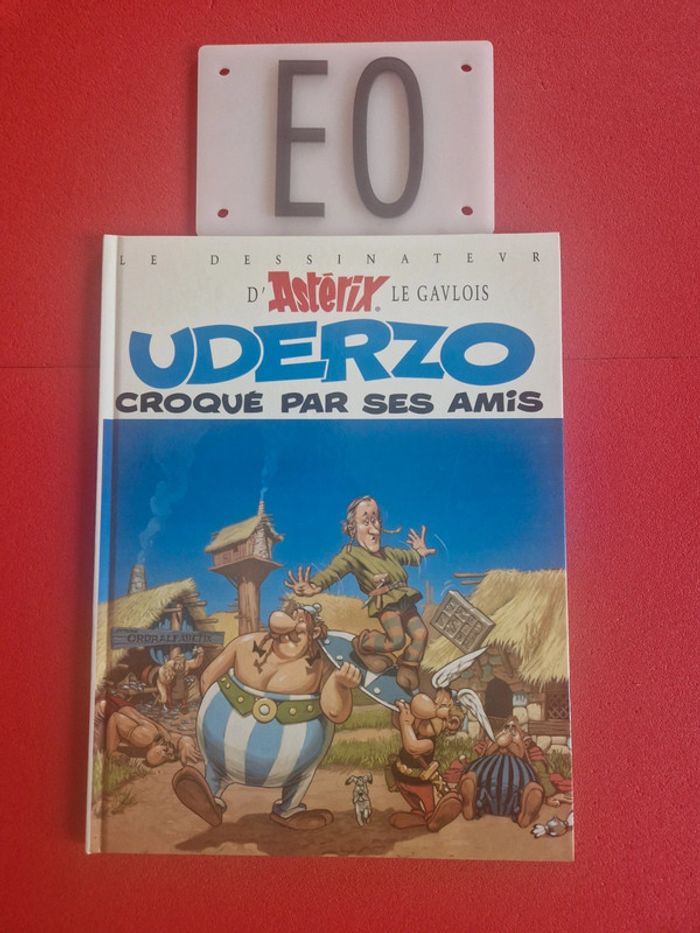 EO
LE DESSINATEVR
D'Astérix® LE GAVLOIS
UDERZO
CROQUÉ PAR SES AMiS
ORDRALFABETIX